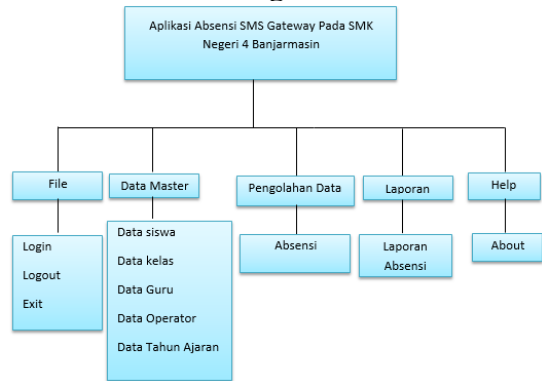 Aplikasi Absensi SMS Gateway Pada SMK
Negeri 4 Banjarmasin
File
Data Master
Pengolahan Data
Laporan
Help
Login
Logout
Exit
Data siswa
Data kelas
Data Guru
Data Operator
Data Tahun Ajaran
Absensi
Laporan
Absensi
About